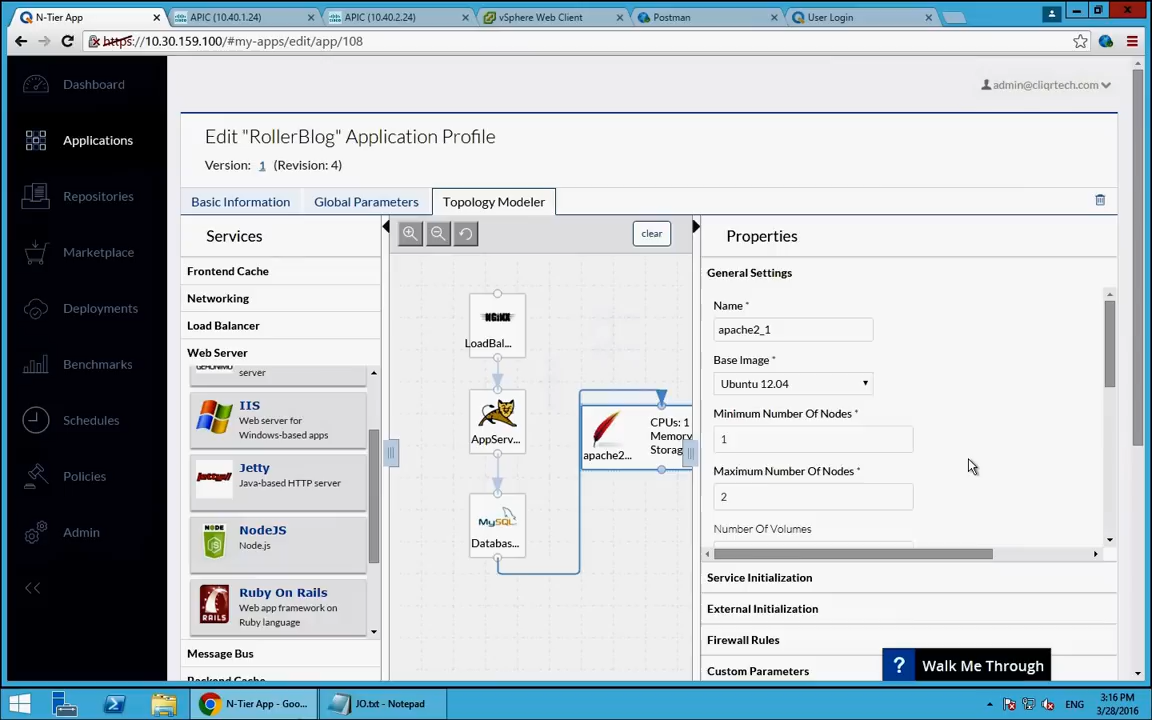 N-Tier App
APIC (10.40.1.24)
APIC (10.40.2.24)
vSphere Web Client
Postman
User Login
https://10.30.159.100/#my-apps/edit/app/108
Dashboard
Applications
Repositories
Marketplace
Deployments
Benchmarks
Schedules
Policies
Admin
admin@cliqrtech.com
Edit "RollerBlog" Application Profile
Version: 1 (Revision: 4)
Basic Information
Global Parameters
Topology Modeler
Services
Frontend Cache
Networking
Load Balancer
Web Server
server
IIS
Web server for
Windows-based apps
Jetty
Java-based HTTP server
NodeJS
Node.js
Ruby On Rails
Web app framework on
Ruby language
Message Bus
Backend Cache
clear
NGINX
LoadBal...
AppServ...
MySQL
Databas...
apache2...
CPUs: 1
Memory
Storag
Properties
General Settings
Name *
apache2_1
Base Image *
Ubuntu 12.04
Minimum Number Of Nodes *
1
Maximum Number Of Nodes *
2
Number Of Volumes
Service Initialization
External Initialization
Firewall Rules
Custom Parameters
? Walk Me Through
N-Tier App - Goo...
JO.txt - Notepad
ENG
3:16 PM
3/28/2016